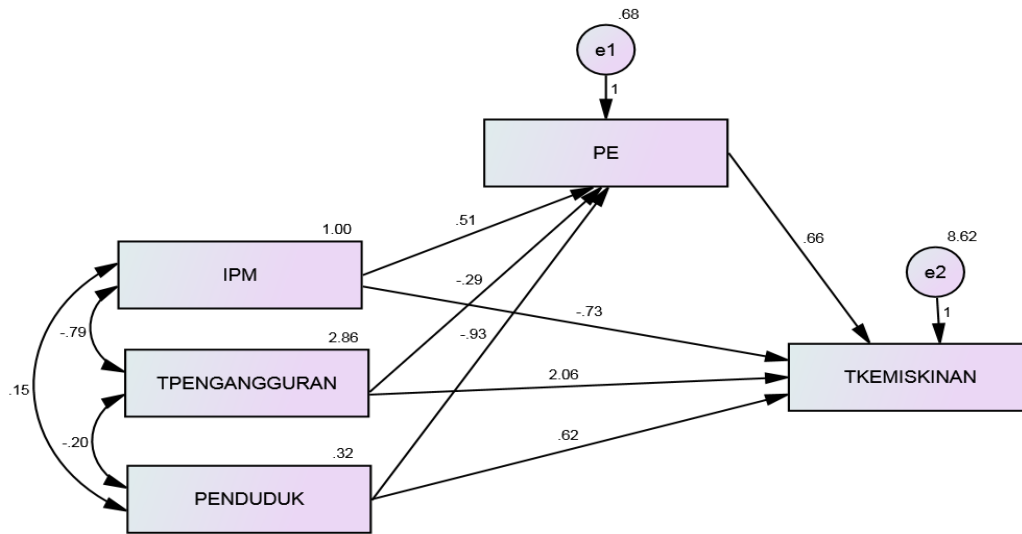 .68
e1
1
PE
.51
1.00
IPM
.66
8.62
e2
1
-.29
-.73
-.79
2.86
-.93
TPENGANGGURAN
2.06
TKEMISKINAN
.15
-.20
.32
.62
PENDUDUK